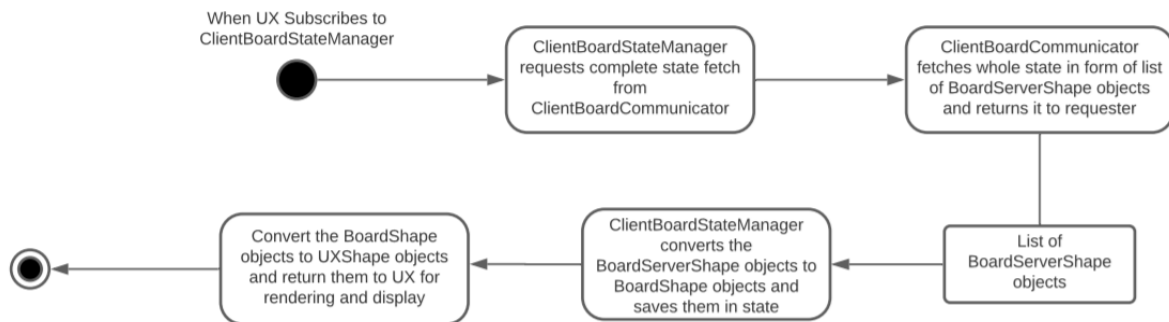 When UX Subscribes to
ClientBoardStateManager
ClientBoardStateManager
requests complete state fetch
from
ClientBoardCommunicator
ClientBoardCommunicator
fetches whole state in form of list
of BoardServerShape objects
and returns it to requester
List of
BoardServerShape
objects
ClientBoardStateManager
converts the
BoardServerShape objects to
BoardShape objects and
saves them in state
Convert the BoardShape
objects to UXShape objects
and return them to UX for
rendering and display